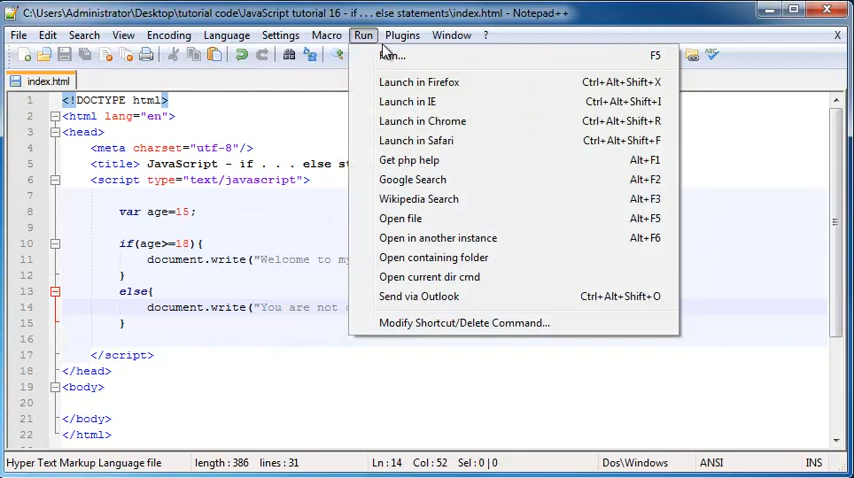 C:\Users\Administrator\Desktop\tutorial code\JavaScript tutorial 16 - if . . . else statements\index.html - Notepad++
File Edit Search View Encoding Language Settings Macro Run Plugins Window ? X
index.html
Run... F5
Launch in Firefox Ctrl+Alt+Shift+X
Launch in IE Ctrl+Alt+Shift+I
Launch in Chrome Ctrl+Alt+Shift+R
Launch in Safari Ctrl+Alt+Shift+F
Get php help Alt+F1
Google Search Alt+F2
Wikipedia Search Alt+F3
Open file Alt+F5
Open in another instance Alt+F6
Open containing folder
Open current dir cmd
Send via Outlook Ctrl+Alt+Shift+O
Modify Shortcut/Delete Command...
1 <!DOCTYPE html>
2 <html lang="en">
3 <head>
4 <meta charset="utf-8"/>
5 <title> JavaScript - if . . . else st
6 <script type="text/javascript">
7
8 var age=15;
9
10 if(age>=18){
11 document.write("Welcome to my
12 }
13 else{
14 document.write("You are not
15 }
16
17 </script>
18 </head>
19 <body>
20
21 </body>
22 </html>
Hyper Text Markup Language file length : 386 lines : 31 Ln : 14 Col : 52 Sel : 0 | 0 Dos\Windows ANSI INS